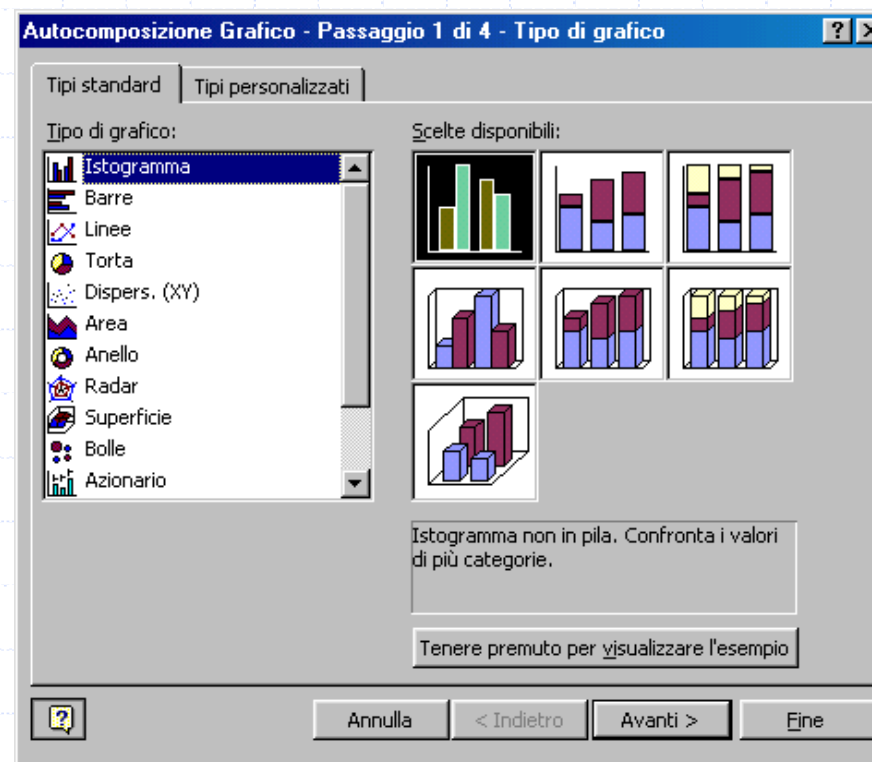 Autocomposizione Grafico - Passaggio 1 di 4 - Tipo di grafico
Tipi standard
Tipi personalizzati
Tipo di grafico:
Istogramma
Barre
Linee
Torta
Dispers. (XY)
Area
Anello
Radar
Superficie
Bolle
Azionario
Scelte disponibili:
Istogramma non in pila. Confronta i valori
di più categorie.
Tenere premuto per visualizzare l'esempio
Annulla
< Indietro
Avanti >
Fine